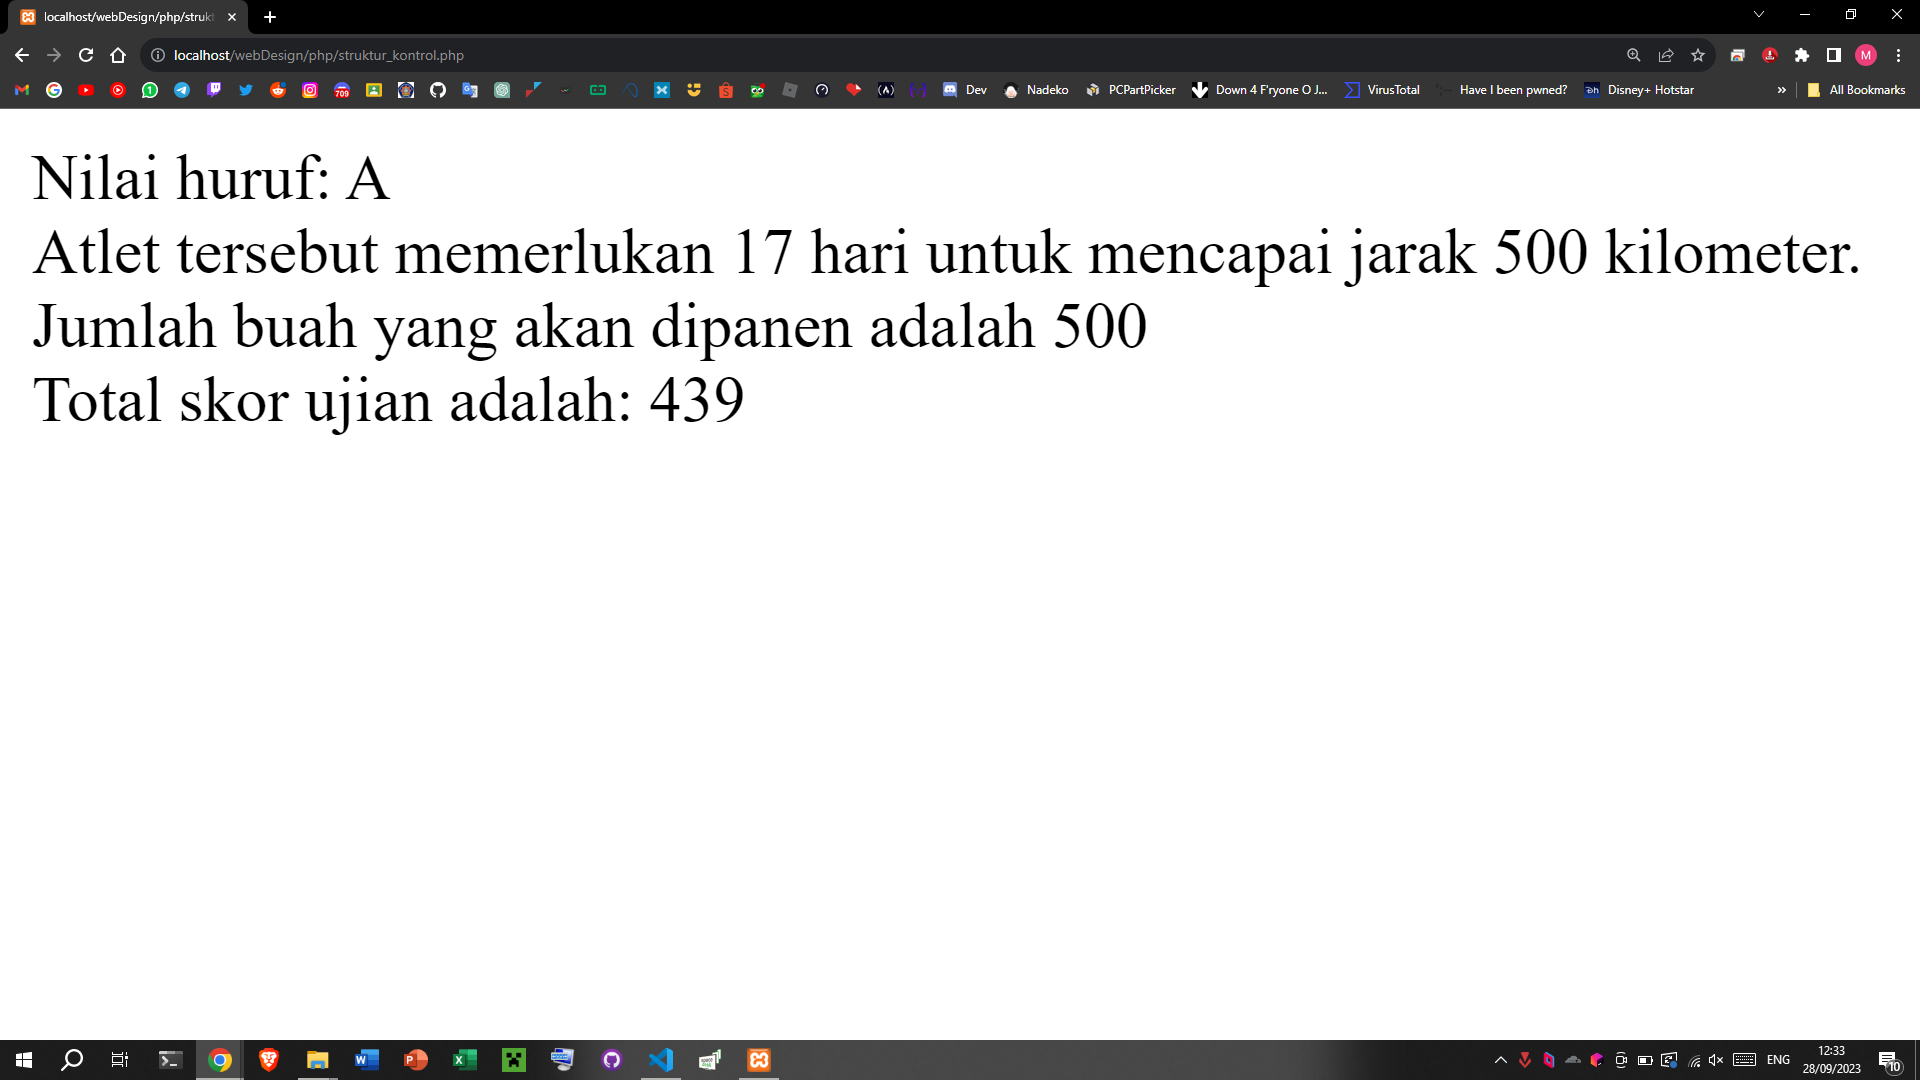 localhost/webDesign/php/strukt
localhost/webDesign/php/struktur_kontrol.php
M
709
Dev
Nadeko
PCPartPicker
Down 4 F'ryone O J...
VirusTotal
Have I been pwned?
Disney+ Hotstar
All Bookmarks
Nilai huruf: A
Atlet tersebut memerlukan 17 hari untuk mencapai jarak 500 kilometer.
Jumlah buah yang akan dipanen adalah 500
Total skor ujian adalah: 439
ENG
12:33
28/09/2023
10